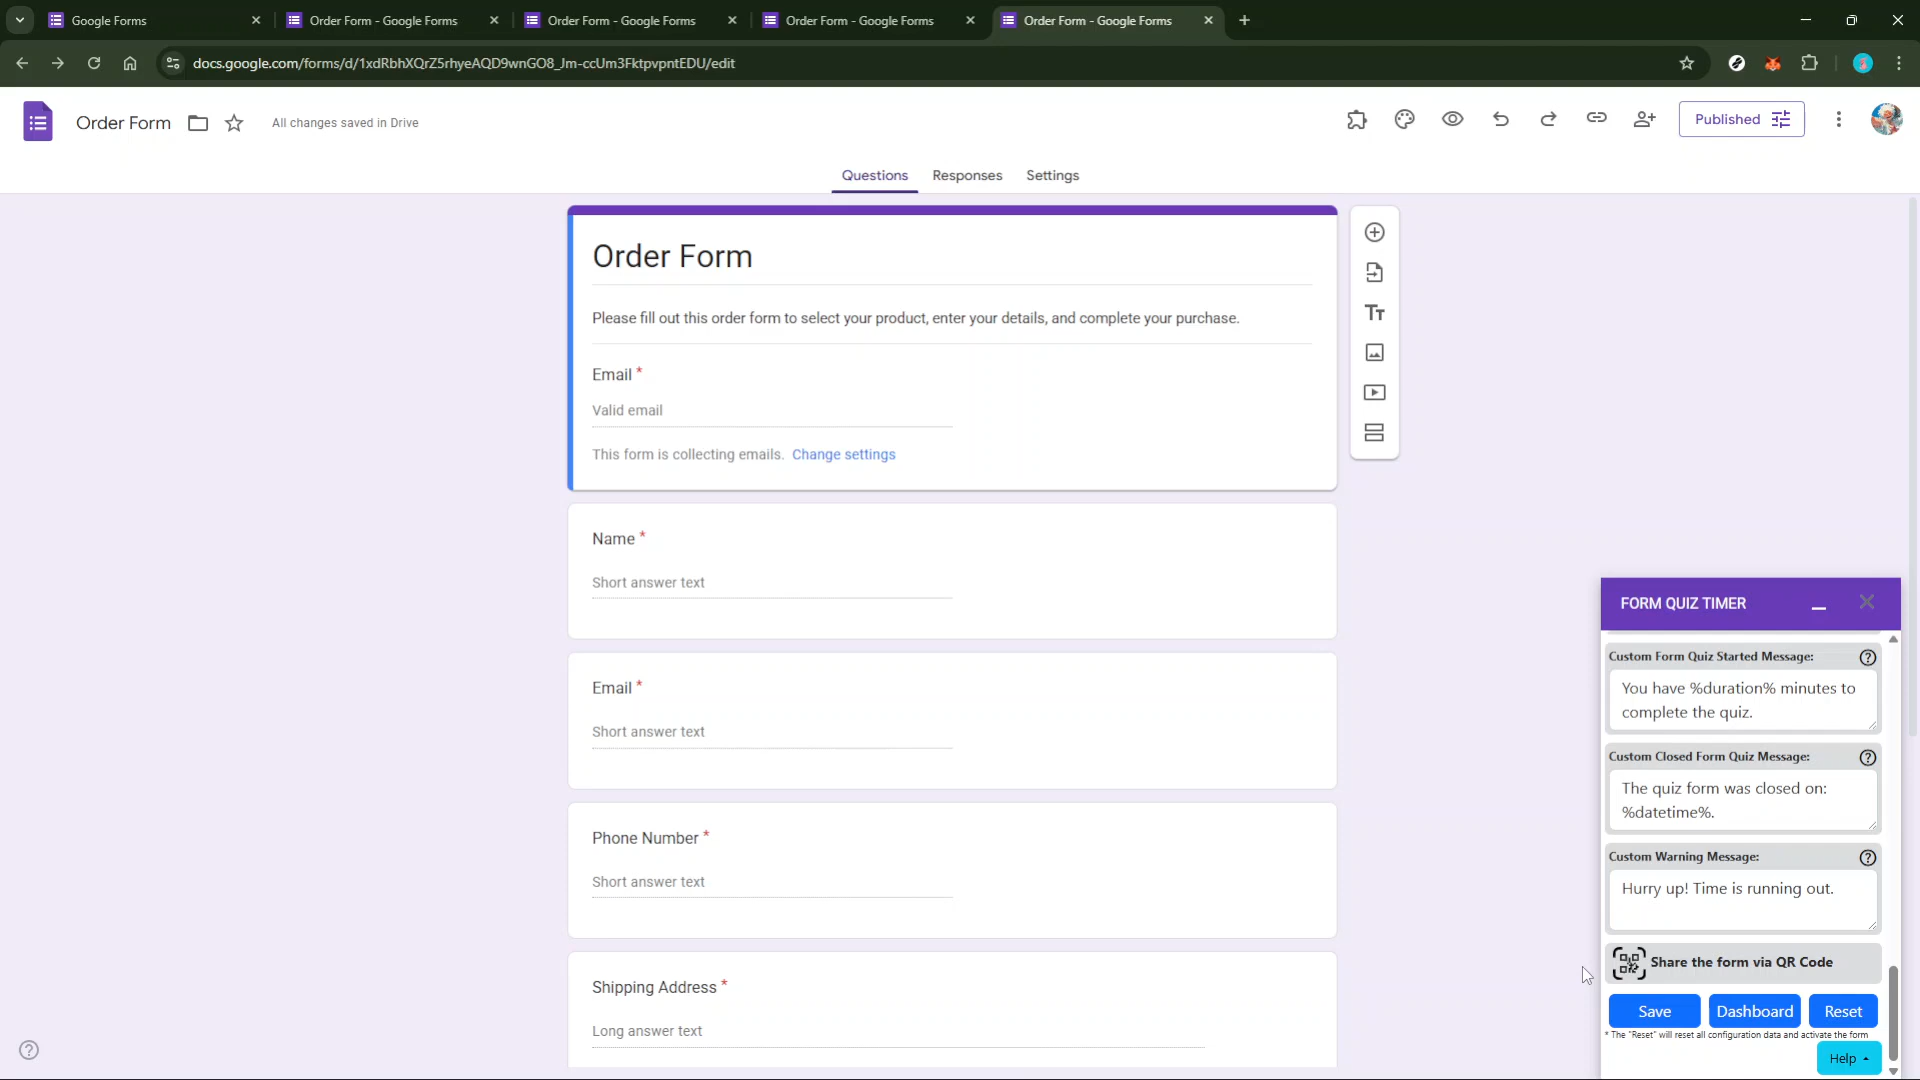 Google Forms
Order Form - Google Forms
Order Form - Google Forms
Order Form - Google Forms
Order Form - Google Forms
docs.google.com/forms/d/1xdRbhXQrZ5rhyeAQD9wnGO8_Jm-ccUm3FktpvpntEDU/edit
Order Form
All changes saved in Drive
Published
Questions
Responses
Settings
Order Form
Please fill out this order form to select your product, enter your details, and complete your purchase.
Email *
Valid email
This form is collecting emails. Change settings
Tт
Name *
Short answer text
Email *
Short answer text
Phone Number *
Short answer text
Shipping Address *
Long answer text
FORM QUIZ TIMER
Custom Form Quiz Started Message:
You have %duration% minutes to
complete the quiz.
Custom Closed Form Quiz Message:
The quiz form was closed on:
%datetime%.
Custom Warning Message:
Hurry up! Time is running out.
Share the form via QR Code
Save
Dashboard
Reset
* The "Reset" will reset all configuration data and activate the form
Help